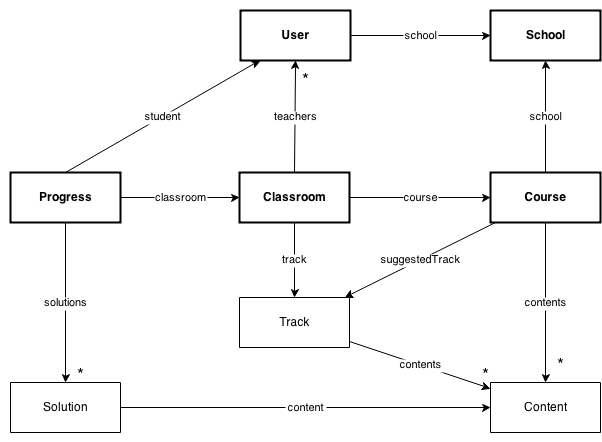 User
school
School
*
student
teachers
school
Progress
classroom
Classroom
course
Course
track
suggestedTrack
solutions
contents
Track
contents
*
*
*
Solution
content
Content